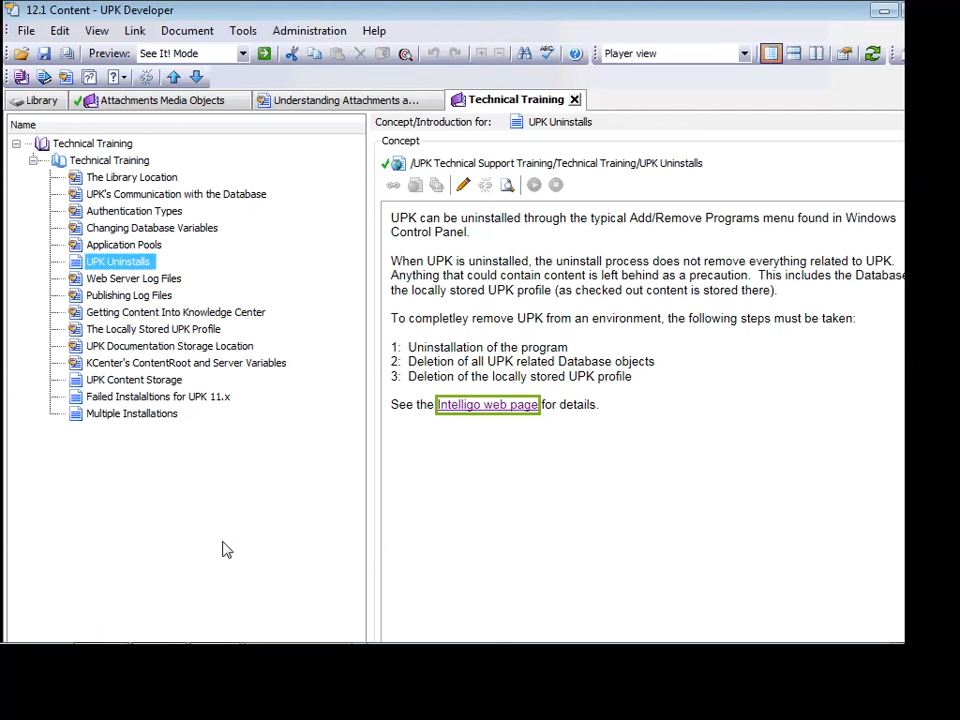 12.1 Content - UPK Developer
File Edit View Link Document Tools Administration Help
Preview: See It! Mode Player view
Library Attachments Media Objects Understanding Attachments a... Technical Training
Name
Technical Training
Technical Training
The Library Location
UPK's Communication with the Database
Authentication Types
Changing Database Variables
Application Pools
UPK Uninstalls
Web Server Log Files
Publishing Log Files
Getting Content Into Knowledge Center
The Locally Stored UPK Profile
UPK Documentation Storage Location
KCenter's ContentRoot and Server Variables
UPK Content Storage
Failed Instalaltions for UPK 11.x
Multiple Installations
Concept/Introduction for: UPK Uninstalls
Concept
/UPK Technical Support Training/Technical Training/UPK Uninstalls
UPK can be uninstalled through the typical Add/Remove Programs menu found in Windows
Control Panel.
When UPK is uninstalled, the uninstall process does not remove everything related to UPK.
Anything that could contain content is left behind as a precaution. This includes the Database
the locally stored UPK profile (as checked out content is stored there).
To completley remove UPK from an environment, the following steps must be taken:
1: Uninstallation of the program
2: Deletion of all UPK related Database objects
3: Deletion of the locally stored UPK profile
See the Intelligo web page for details.